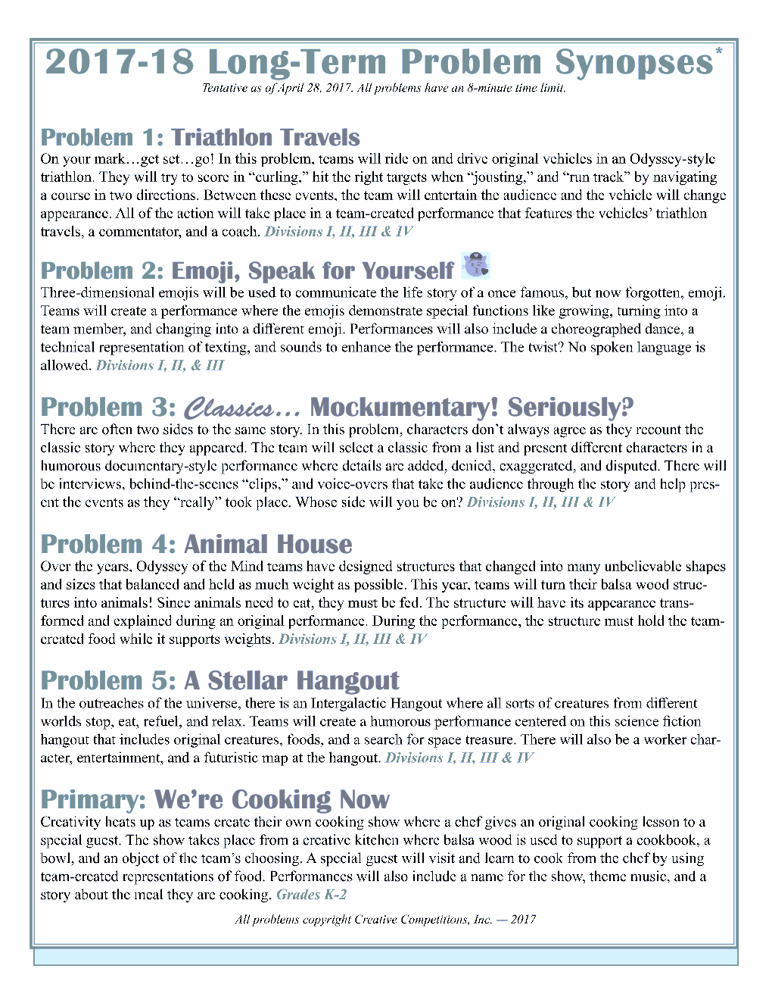 2017-18 Long-Term Problem Synopses*
Tentative as of April 28, 2017. All problems have an 8-minute time limit.
Problem 1: Triathlon Travels
On your mark…get set…go! In this problem, teams will ride on and drive original vehicles in an Odyssey-style
triathlon. They will try to score in “curling,” hit the right targets when “jousting,” and “run track” by navigating
a course in two directions. Between these events, the team will entertain the audience and the vehicle will change
appearance. All of the action will take place in a team-created performance that features the vehicles’ triathlon
travels, a commentator, and a coach. Divisions I, II, III & IV
Problem 2: Emoji, Speak for Yourself
Three-dimensional emojis will be used to communicate the life story of a once famous, but now forgotten, emoji.
Teams will create a performance where the emojis demonstrate special functions like growing, turning into a
team member, and changing into a different emoji. Performances will also include a choreographed dance, a
technical representation of texting, and sounds to enhance the performance. The twist? No spoken language is
allowed. Divisions I, II, & III
Problem 3: Classics… Mockumentary! Seriously?
There are often two sides to the same story. In this problem, characters don’t always agree as they recount the
classic story where they appeared. The team will select a classic from a list and present different characters in a
humorous documentary-style performance where details are added, denied, exaggerated, and disputed. There will
be interviews, behind-the-scenes “clips,” and voice-overs that take the audience through the story and help pres-
ent the events as they “really” took place. Whose side will you be on? Divisions I, II, III & IV
Problem 4: Animal House
Over the years, Odyssey of the Mind teams have designed structures that changed into many unbelievable shapes
and sizes that balanced and held as much weight as possible. This year, teams will turn their balsa wood struc-
tures into animals! Since animals need to eat, they must be fed. The structure will have its appearance trans-
formed and explained during an original performance. During the performance, the structure must hold the team-
created food while it supports weights. Divisions I, II, III & IV
Problem 5: A Stellar Hangout
In the outreaches of the universe, there is an Intergalactic Hangout where all sorts of creatures from different
worlds stop, eat, refuel, and relax. Teams will create a humorous performance centered on this science fiction
hangout that includes original creatures, foods, and a search for space treasure. There will also be a worker char-
acter, entertainment, and a futuristic map at the hangout. Divisions I, II, III & IV
Primary: We’re Cooking Now
Creativity heats up as teams create their own cooking show where a chef gives an original cooking lesson to a
special guest. The show takes place from a creative kitchen where balsa wood is used to support a cookbook, a
bowl, and an object of the team’s choosing. A special guest will visit and learn to cook from the chef by using
team-created representations of food. Performances will also include a name for the show, theme music, and a
story about the meal they are cooking. Grades K-2
All problems copyright Creative Competitions, Inc. — 2017